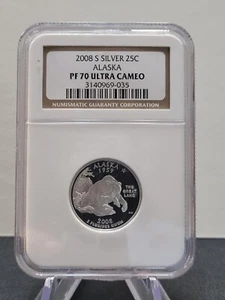 2008 S SILVER 25C
ALASKA
PF 70 ULTRA CAMEO
3140969-035
NUMISMATIC GUARANTY CORPORATION
ALASKA
1959
THE
GREAT
LAND
2008
E PLURIBUS UNUM